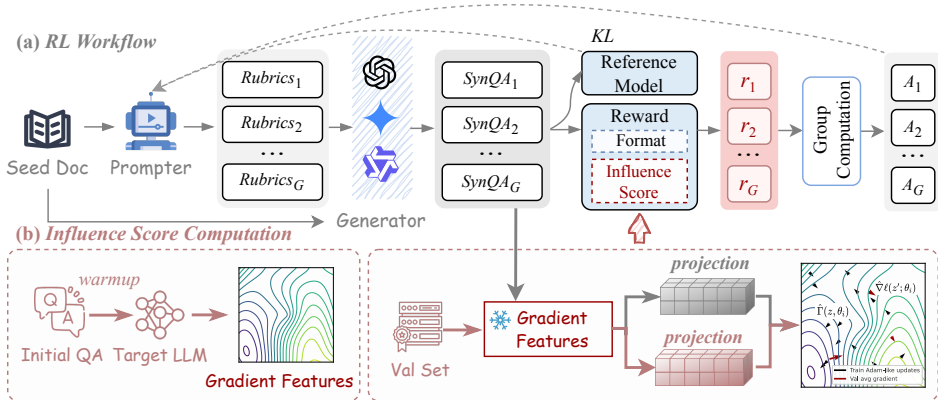 (a) RL Workflow
KL
Seed Doc
Prompter
Rubrics1
Rubrics2
...
RubricsG
Generator
SynQA1
SynQA2
...
SynQAG
Reference
Model
Reward
Format
Influence
Score
r1
r2
...
rG
Group
Computation
A1
A2
...
AG
(b) Influence Score Computation
warmup
Q
A
Initial QA
Target LLM
Gradient Features
Val Set
Gradient
Features
projection
projection
∇̂ℓ(z′; θi)
Γ̂(z, θi)
Train Adam-like updates
Val avg gradient